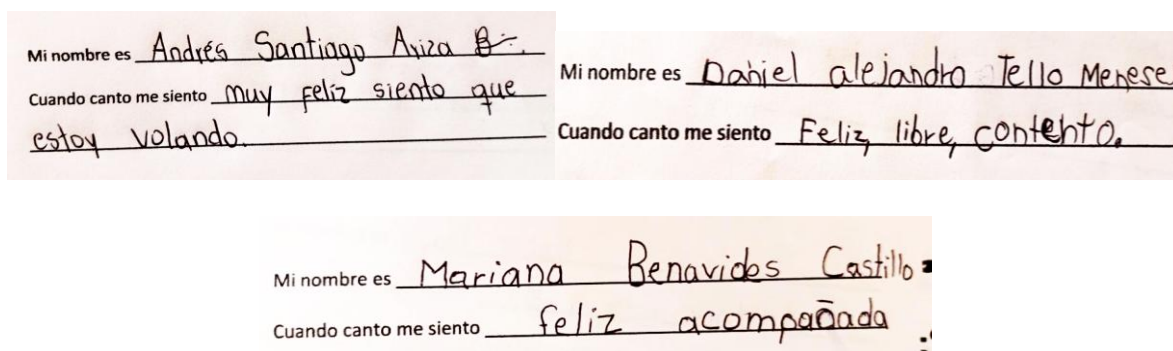 Mi nombre es Andrés Santiago Ariza B.
Cuando canto me siento muy feliz siento que
estoy volando.
Mi nombre es Daniel alejandro Tello Menese
Cuando canto me siento Feliz, libre, contento.
Mi nombre es Mariana Benavides Castillo
Cuando canto me siento feliz acompañada